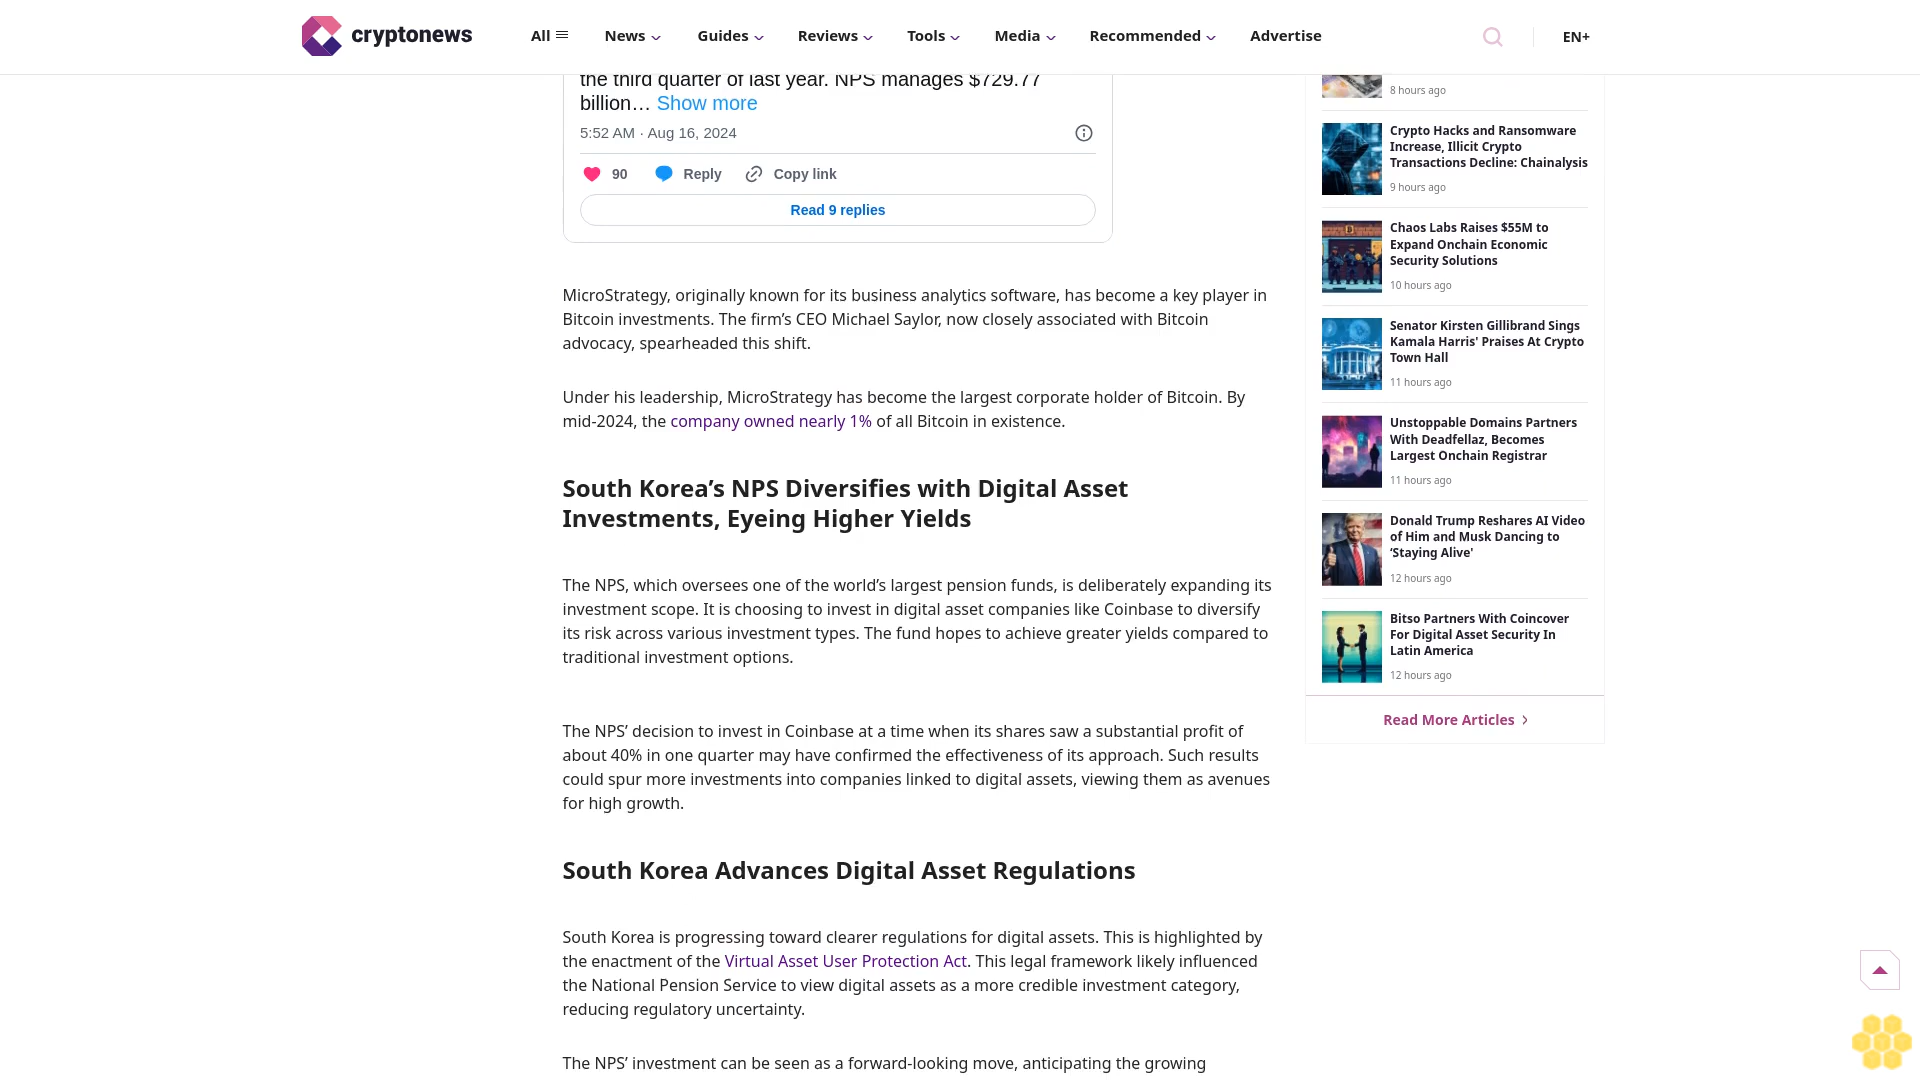 cryptonews
All
News
Guides
Reviews
Tools
Media
Recommended
Advertise
EN+
the third quarter of last year. NPS manages $729.77
billion… Show more
5:52 AM · Aug 16, 2024
90
Reply
Copy link
Read 9 replies
MicroStrategy, originally known for its business analytics software, has become a key player in
Bitcoin investments. The firm’s CEO Michael Saylor, now closely associated with Bitcoin
advocacy, spearheaded this shift.
Under his leadership, MicroStrategy has become the largest corporate holder of Bitcoin. By
mid-2024, the company owned nearly 1% of all Bitcoin in existence.
South Korea’s NPS Diversifies with Digital Asset
Investments, Eyeing Higher Yields
The NPS, which oversees one of the world’s largest pension funds, is deliberately expanding its
investment scope. It is choosing to invest in digital asset companies like Coinbase to diversify
its risk across various investment types. The fund hopes to achieve greater yields compared to
traditional investment options.
The NPS’ decision to invest in Coinbase at a time when its shares saw a substantial profit of
about 40% in one quarter may have confirmed the effectiveness of its approach. Such results
could spur more investments into companies linked to digital assets, viewing them as avenues
for high growth.
South Korea Advances Digital Asset Regulations
South Korea is progressing toward clearer regulations for digital assets. This is highlighted by
the enactment of the Virtual Asset User Protection Act. This legal framework likely influenced
the National Pension Service to view digital assets as a more credible investment category,
reducing regulatory uncertainty.
The NPS’ investment can be seen as a forward-looking move, anticipating the growing
8 hours ago
Crypto Hacks and Ransomware
Increase, Illicit Crypto
Transactions Decline: Chainalysis
9 hours ago
Chaos Labs Raises $55M to
Expand Onchain Economic
Security Solutions
10 hours ago
Senator Kirsten Gillibrand Sings
Kamala Harris' Praises At Crypto
Town Hall
11 hours ago
Unstoppable Domains Partners
With Deadfellaz, Becomes
Largest Onchain Registrar
11 hours ago
Donald Trump Reshares AI Video
of Him and Musk Dancing to
‘Staying Alive'
12 hours ago
Bitso Partners With Coincover
For Digital Asset Security In
Latin America
12 hours ago
Read More Articles